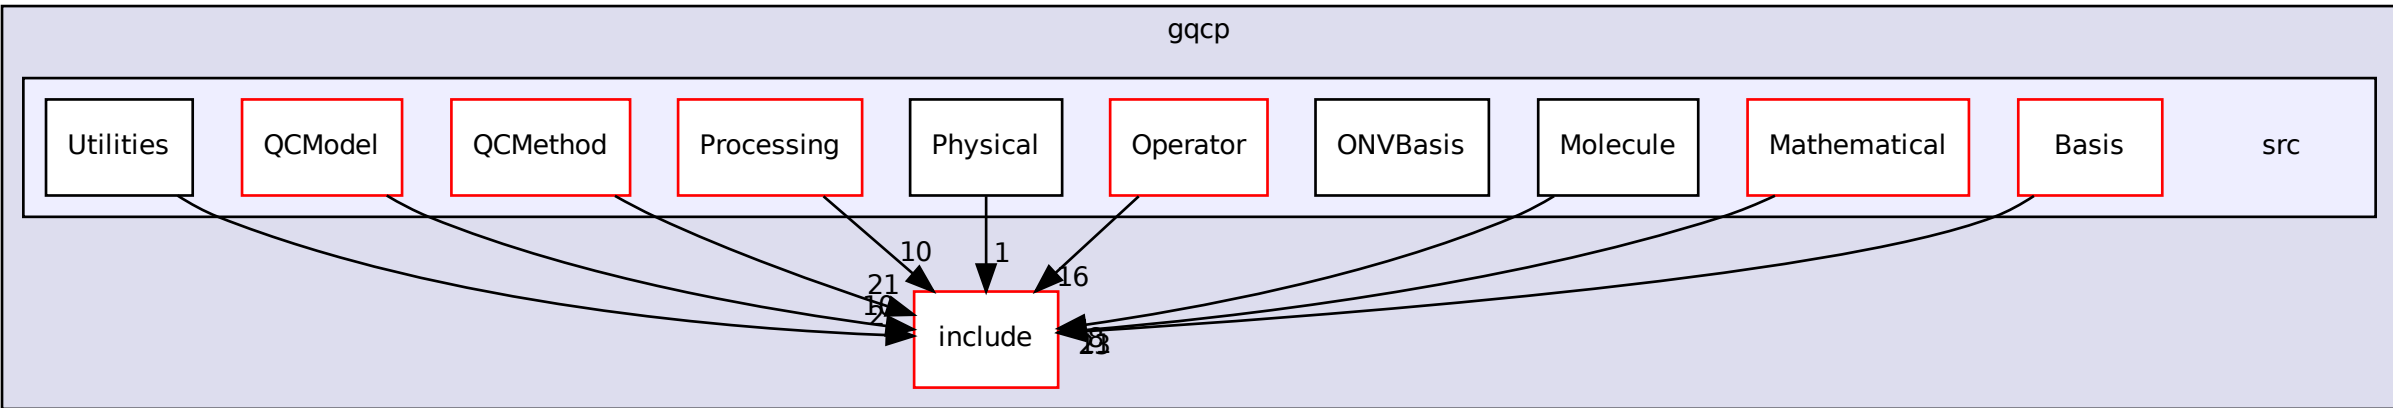 gqcp
Utilities
QCModel
QCMethod
Processing
Physical
Operator
ONVBasis
Molecule
Mathematical
Basis
src
10
1
21
16
include